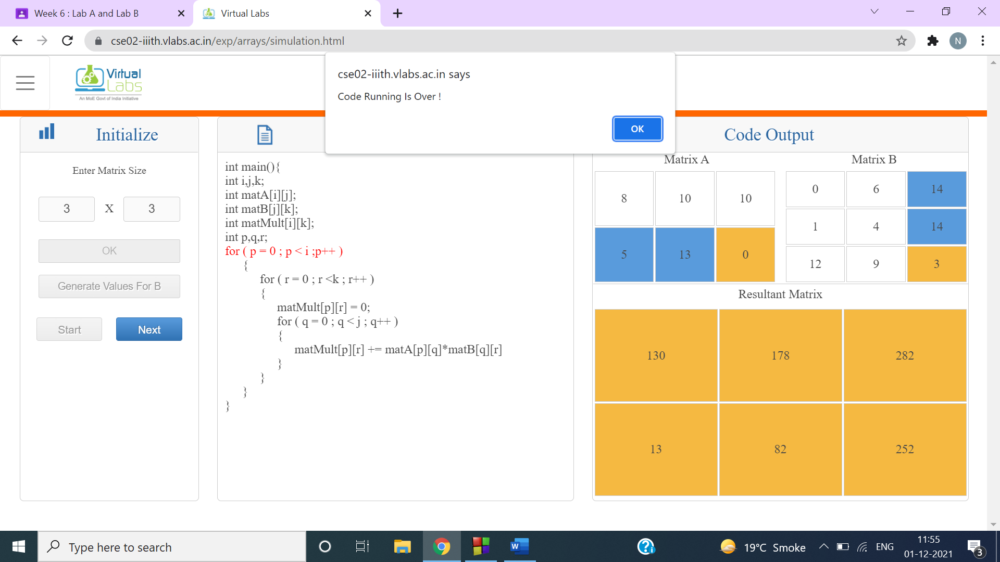 Week 6 : Lab A and Lab B
Virtual Labs
cse02-iiith.vlabs.ac.in/exp/arrays/simulation.html
N
Virtual
Labs
An MoE Govt of India Initiative
cse02-iiith.vlabs.ac.in says
Code Running Is Over !
OK
Initialize
Enter Matrix Size
3 X 3
OK
Generate Values For B
Start Next
int main(){
int i,j,k;
int matA[i][j];
int matB[j][k];
int matMult[i][k];
int p,q,r;
for ( p = 0 ; p < i ;p++ )
{
for ( r = 0 ; r <k ; r++ )
{
matMult[p][r] = 0;
for ( q = 0 ; q < j ; q++ )
{
matMult[p][r] += matA[p][q]*matB[q][r]
}
}
}
}
Code Output
Matrix A
8 10 10
5 13 0
Matrix B
0 6 14
1 4 14
12 9 3
Resultant Matrix
130 178 282
13 82 252
Type here to search
W
19°C Smoke
ENG
11:55
01-12-2021
3